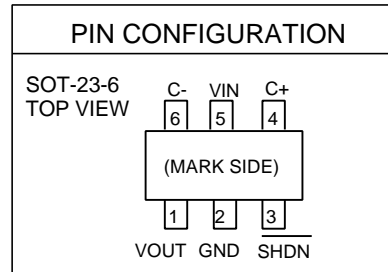 PIN CONFIGURATION
SOT-23-6
TOP VIEW
C- VIN C+
6 5 4
(MARK SIDE)
1 2 3
VOUT GND SHDN